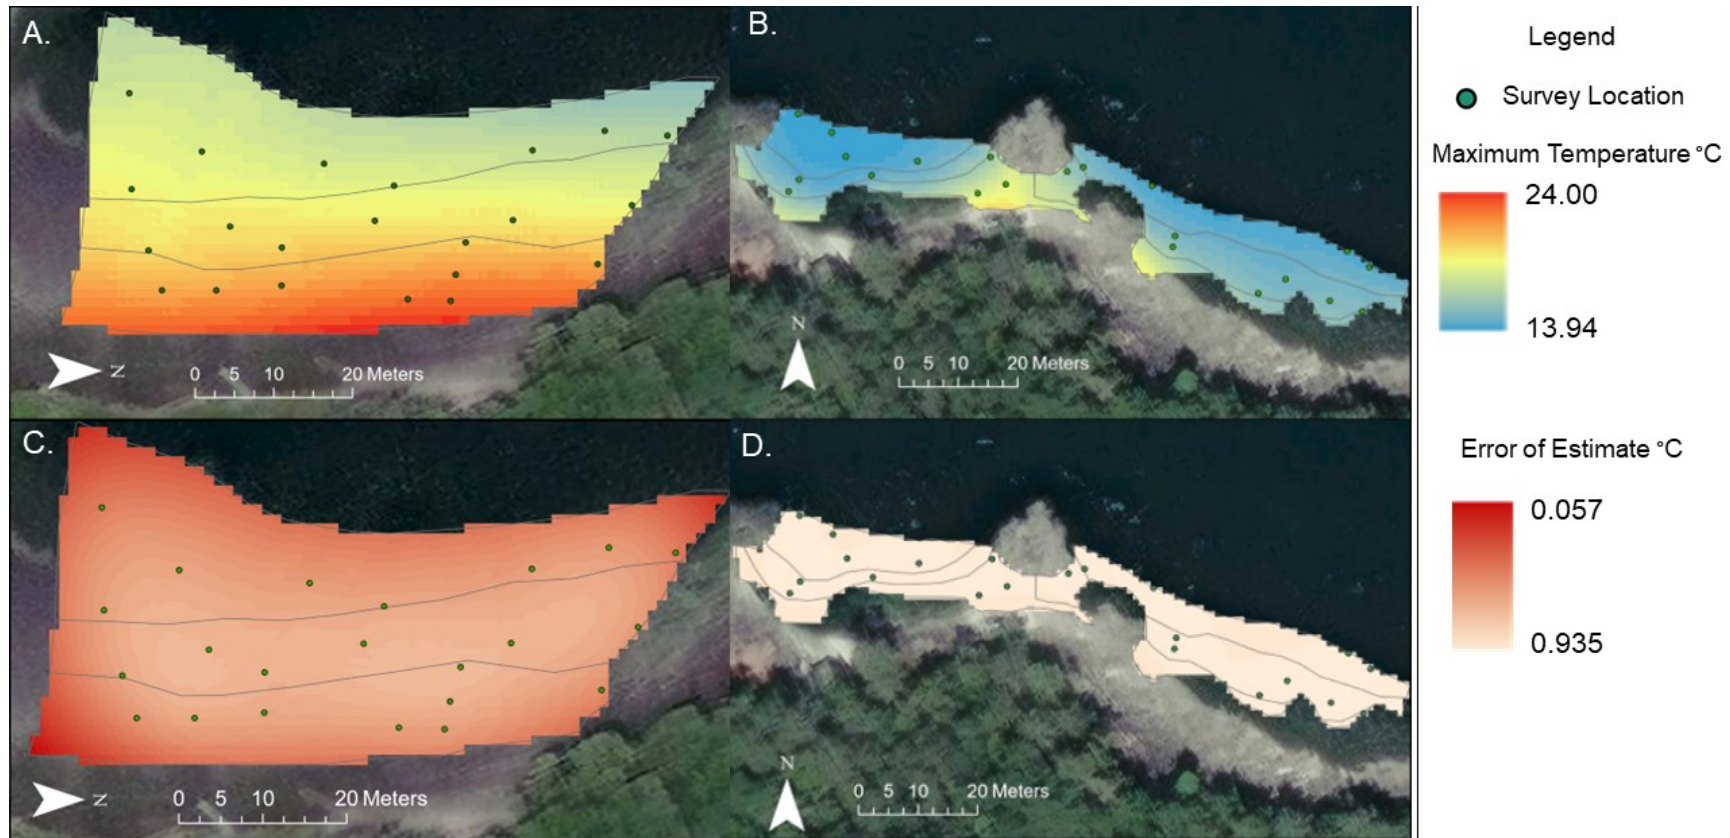 A.
B.
Legend
Survey Location
Maximum Temperature °C
24.00
13.94
N
0 5 10 20 Meters
N
0 5 10 20 Meters
C.
D.
Error of Estimate °C
0.057
0.935
N
0 5 10 20 Meters
N
0 5 10 20 Meters